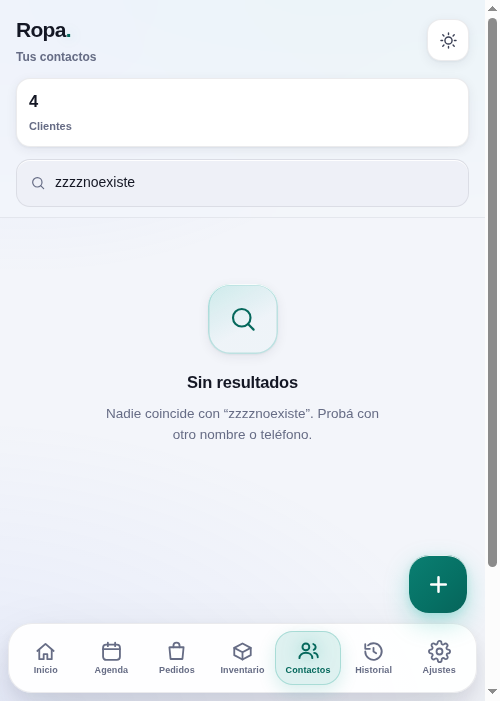 Ropa.
Tus contactos
4
Clientes
zzzznoexiste
Sin resultados
Nadie coincide con “zzzznoexiste”. Probá con
otro nombre o teléfono.
Inicio
Agenda
Pedidos
Inventario
Contactos
Historial
Ajustes